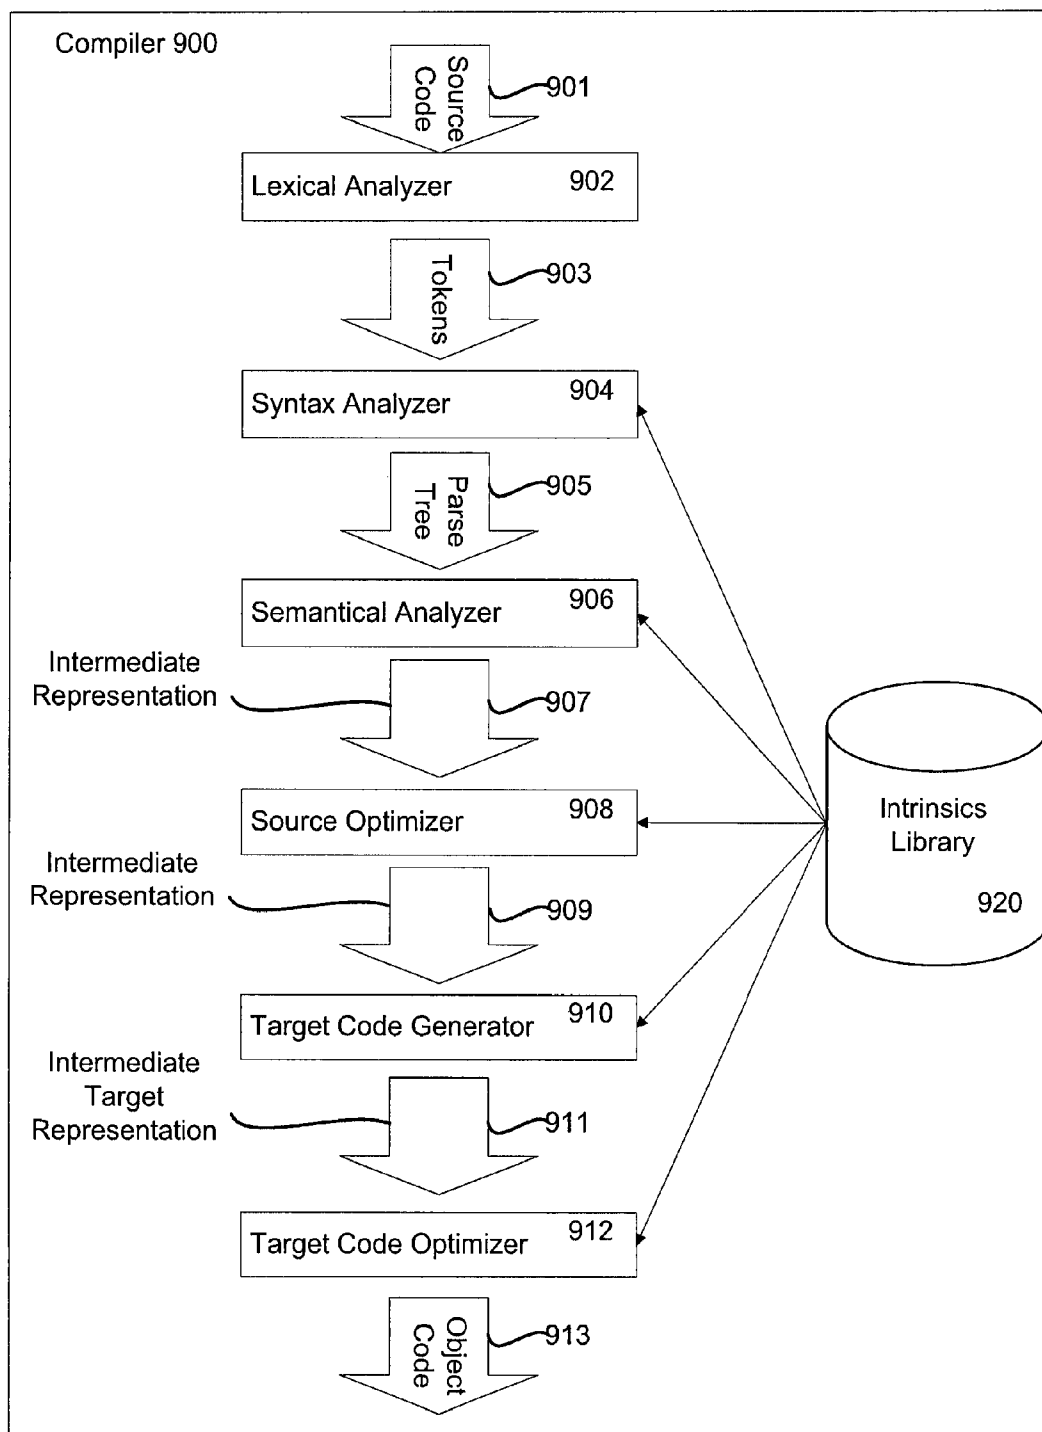 Compiler 900
Source
Code
901
Lexical Analyzer 902
Tokens
903
Syntax Analyzer 904
Parse
Tree
905
Semantical Analyzer 906
Intermediate
Representation
907
Source Optimizer 908
Intrinsics
Library
920
Intermediate
Representation
909
Target Code Generator 910
Intermediate
Target
Representation
911
Target Code Optimizer 912
Object
Code
913